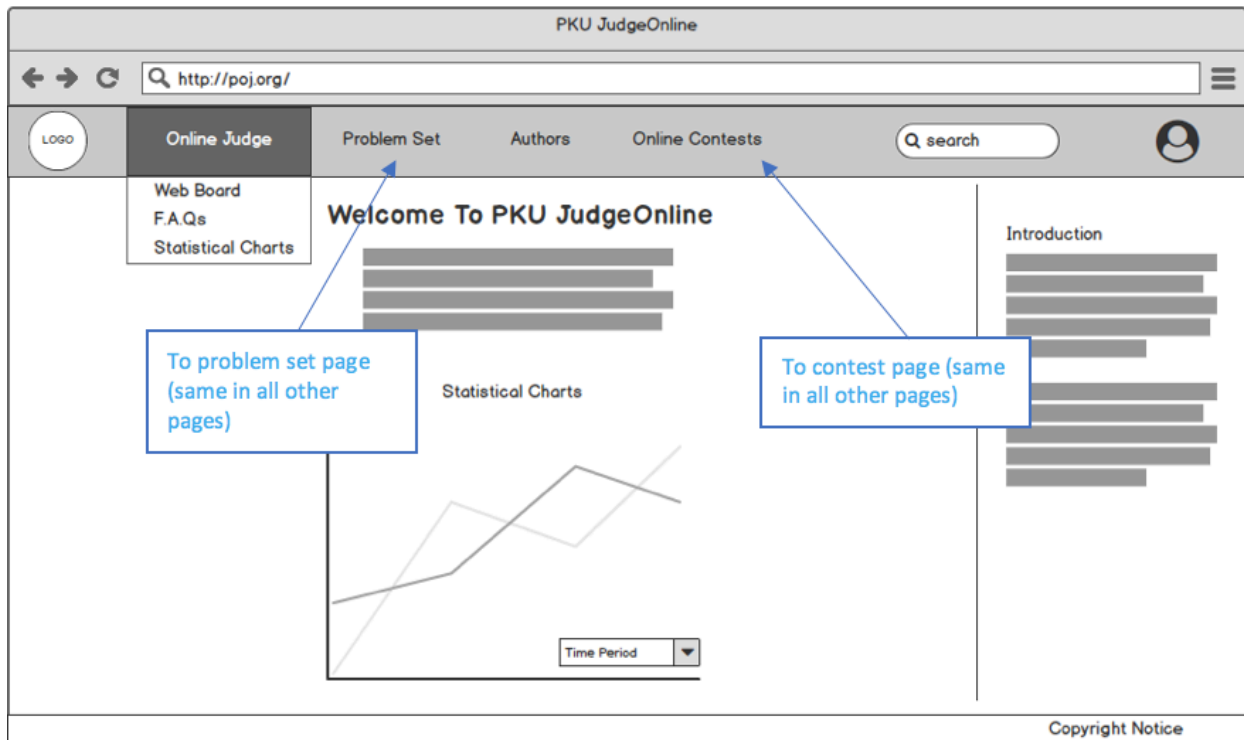 PKU JudgeOnline
http://poj.org/
LOGO
Online Judge
Problem Set
Authors
Online Contests
search
Web Board
F.A.Qs
Statistical Charts
Welcome To PKU JudgeOnline
Introduction
To problem set page
(same in all other
pages)
To contest page (same
in all other pages)
Statistical Charts
Time Period
Copyright Notice